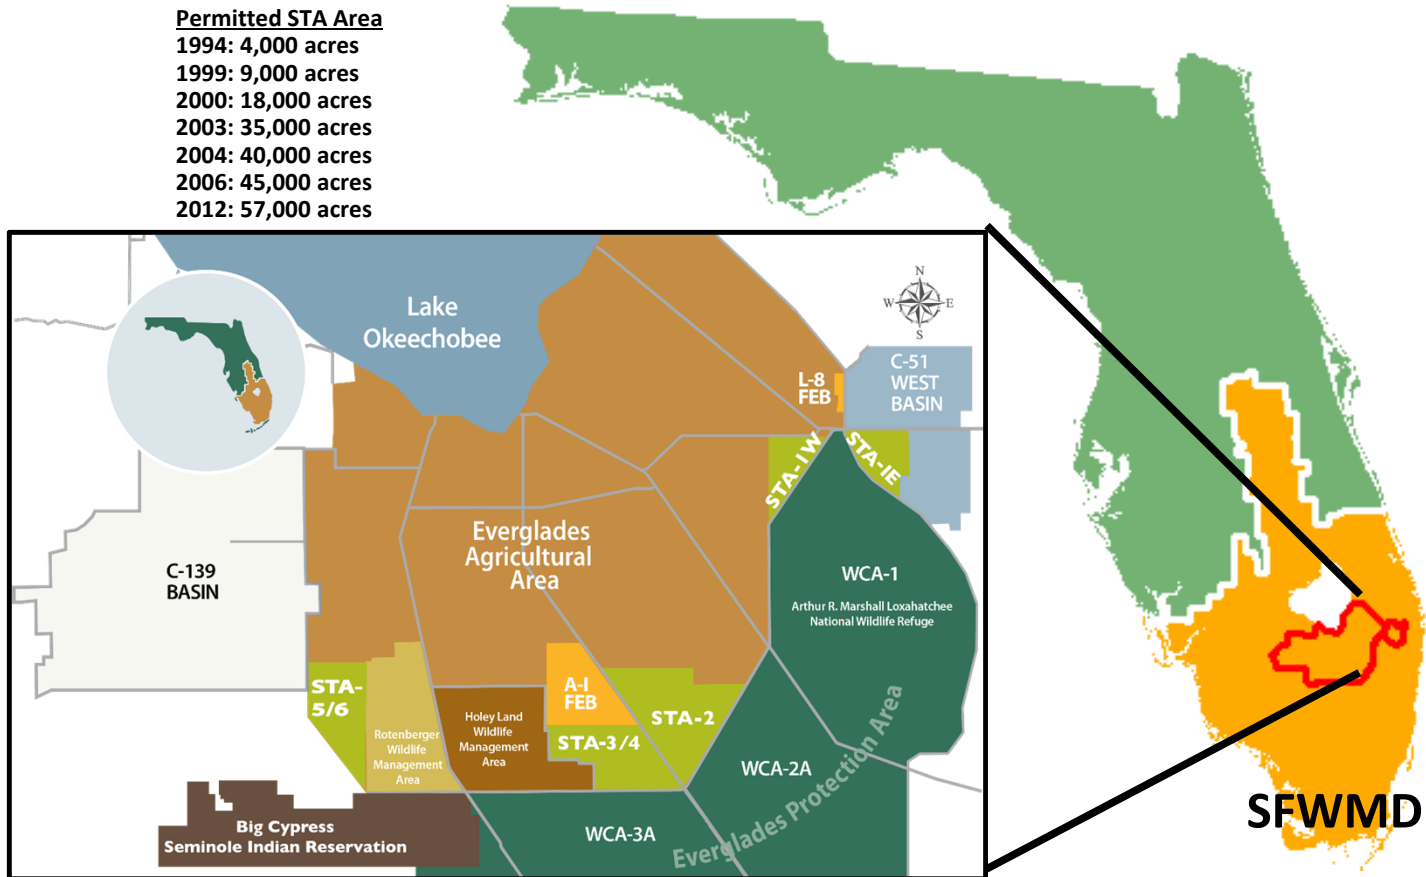 Permitted STA Area
1994: 4,000 acres
1999: 9,000 acres
2000: 18,000 acres
2003: 35,000 acres
2004: 40,000 acres
2006: 45,000 acres
2012: 57,000 acres
Lake
Okeechobee
N
W
E
S
L-8
FEB
C-51
WEST
BASIN
STA-1W
STA-1E
Everglades
Agricultural
Area
C-139
BASIN
WCA-1
Arthur R. Marshall Loxahatchee
National Wildlife Refuge
STA-
5/6
Rotenberger
Wildlife
Management
Area
Holey Land
Wildlife
Management
Area
A-1
FEB
STA-2
STA-3/4
WCA-2A
Everglades Protection Area
WCA-3A
Big Cypress
Seminole Indian Reservation
SFWMD